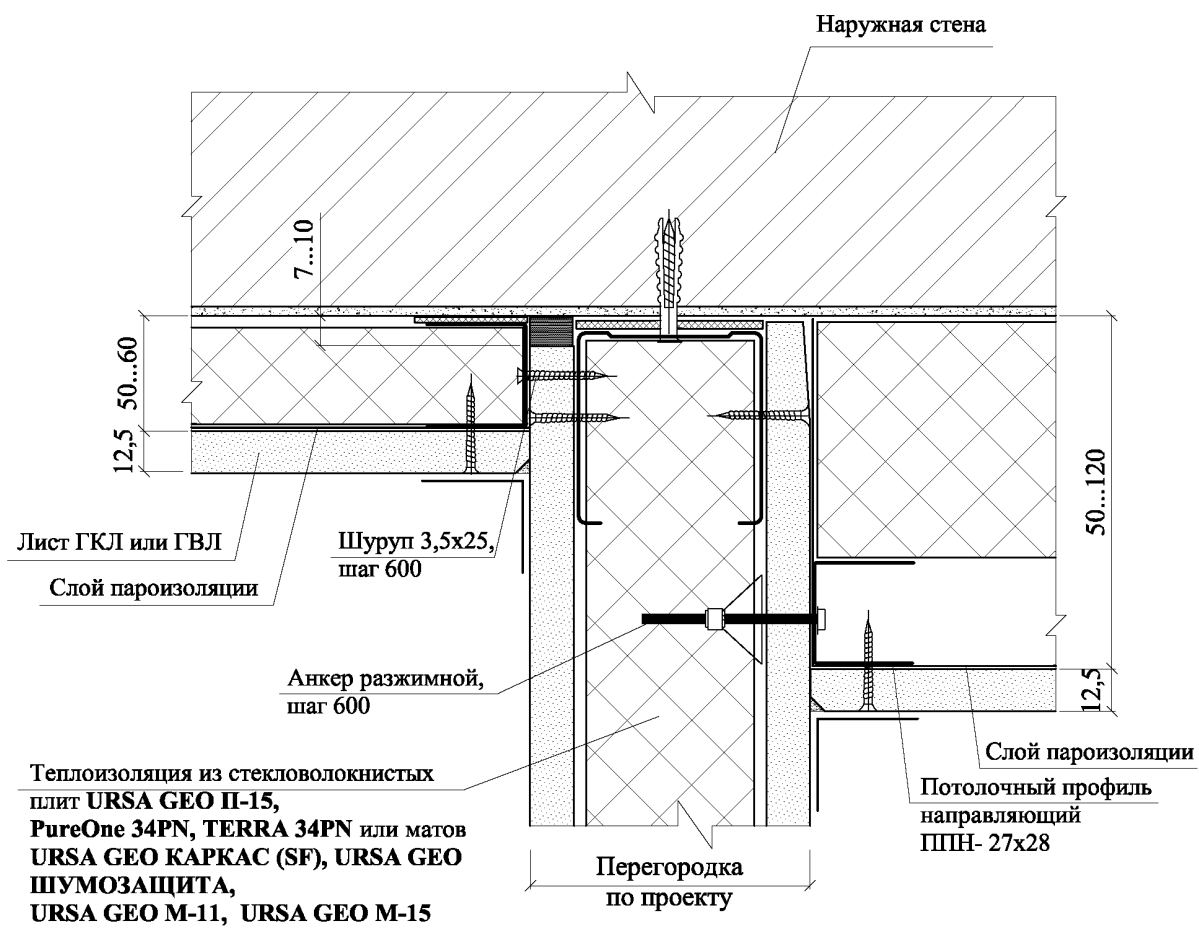 Наружная стена
7...10
50...60
12,5
50...120
12,5
Лист ГКЛ или ГВЛ
Слой пароизоляции
Шуруп 3,5х25,
шаг 600
Анкер разжимной,
шаг 600
Теплоизоляция из стекловолокнистых
плит URSA GEO П-15,
PureOne 34PN, TERRA 34PN или матов
URSA GEO КАРКАС (SF), URSA GEO
ШУМОЗАЩИТА,
URSA GEO М-11, URSA GEO М-15
Перегородка
по проекту
Слой пароизоляции
Потолочный профиль
направляющий
ППН- 27х28